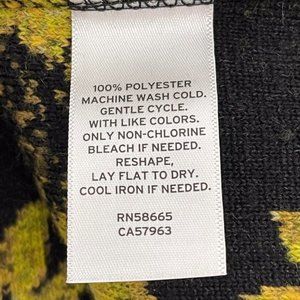 100% POLYESTER
MACHINE WASH COLD.
GENTLE CYCLE.
WITH LIKE COLORS.
ONLY NON-CHLORINE
BLEACH IF NEEDED.
RESHAPE,
LAY FLAT TO DRY.
COOL IRON IF NEEDED.
RN58665
CA57963